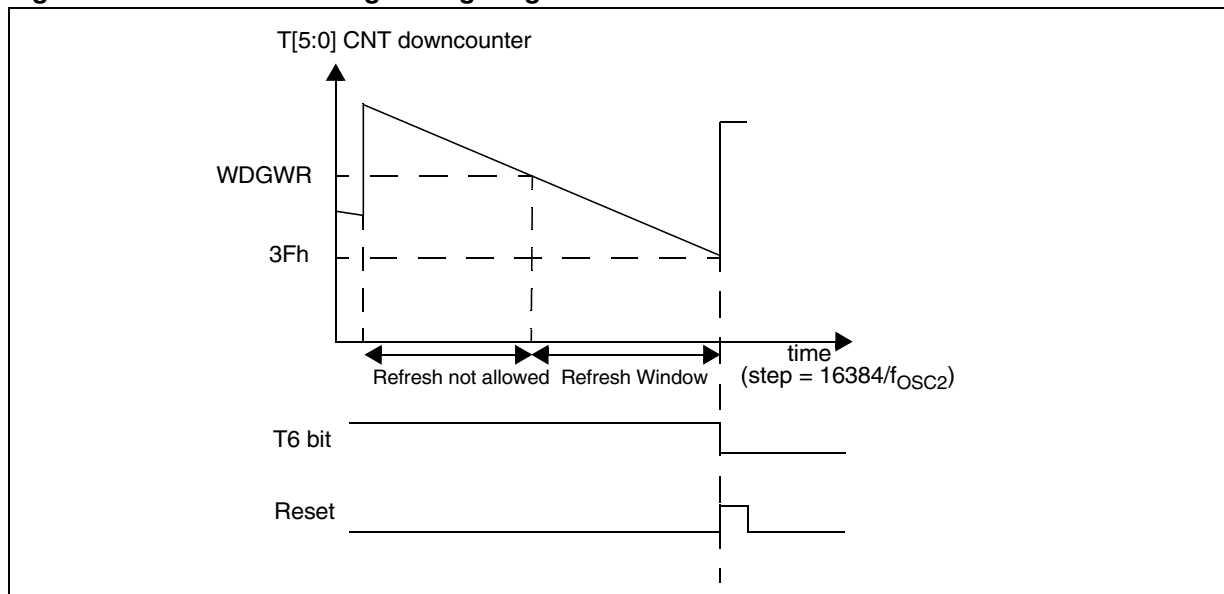 T[5:0] CNT downcounter
WDGWR
3Fh
time
Refresh not allowed Refresh Window (step = 16384/fOSC2)
T6 bit
Reset